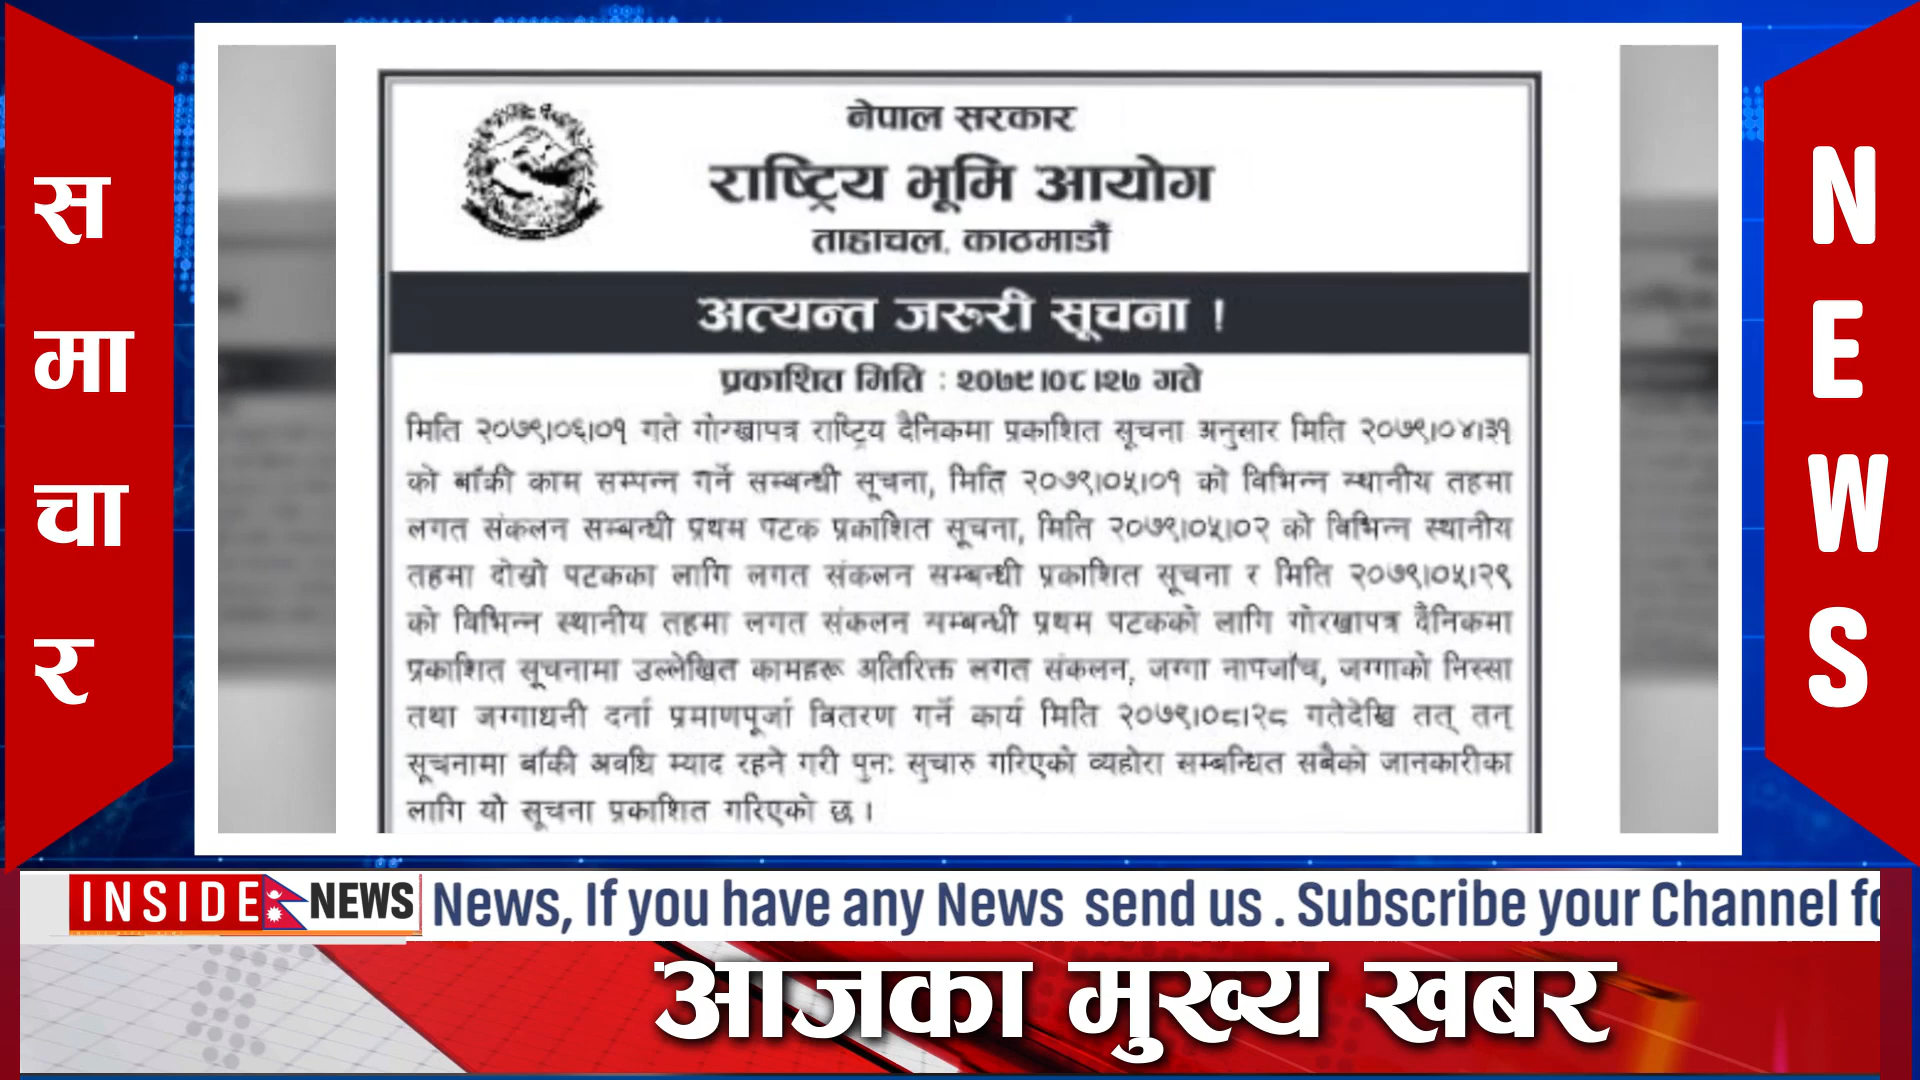 समाचार
नेपाल सरकार
राष्ट्रिय भूमि आयोग
ताहाचल, काठमाडौं
अत्यन्त जरुरी सूचना !
प्रकाशित मिति : २०७९।०८।२७ गते
मिति २०७९।०६।०१ गते गोरखापत्र राष्ट्रिय दैनिकमा प्रकाशित सूचना अनुसार मिति २०७९।०४।३१
को बाँकी काम सम्पन्न गर्ने सम्बन्धी सूचना, मिति २०७९।०५।०१ को विभिन्न स्थानीय तहमा
लगत संकलन सम्बन्धी प्रथम पटक प्रकाशित सूचना, मिति २०७९।०५।०२ को विभिन्न स्थानीय
तहमा दोस्रो पटकका लागि लगत संकलन सम्बन्धी प्रकाशित सूचना र मिति २०७९।०५।२९
को विभिन्न स्थानीय तहमा लगत संकलन सम्बन्धी प्रथम पटकको लागि गोरखापत्र दैनिकमा
प्रकाशित सूचनामा उल्लेखित कामहरू अतिरिक्त लगत संकलन, जग्गा नापजाँच, जग्गाको निस्सा
तथा जग्गाधनी दर्ता प्रमाणपूर्जा वितरण गर्ने कार्य मिति २०७९।०८।२८ गतेदेखि तत् तत्
सूचनामा बाँकी अवधि म्याद रहने गरी पुनः सुचारु गरिएको व्यहोरा सम्बन्धित सबैको जानकारीका
लागि यो सूचना प्रकाशित गरिएको छ ।
NEWS
INSIDE NEWS
News, If you have any News send us . Subscribe your Channel fo
आजका मुख्य खबर